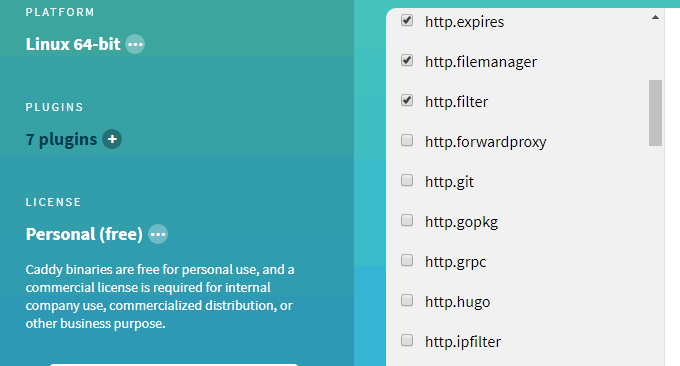 PLATFORM
Linux 64-bit
PLUGINS
7 plugins
LICENSE
Personal (free)
Caddy binaries are free for personal use, and a
commercial license is required for internal
company use, commercialized distribution, or
other business purpose.
http.expires
http.filemanager
http.filter
http.forwardproxy
http.git
http.gopkg
http.grpc
http.hugo
http.ipfilter